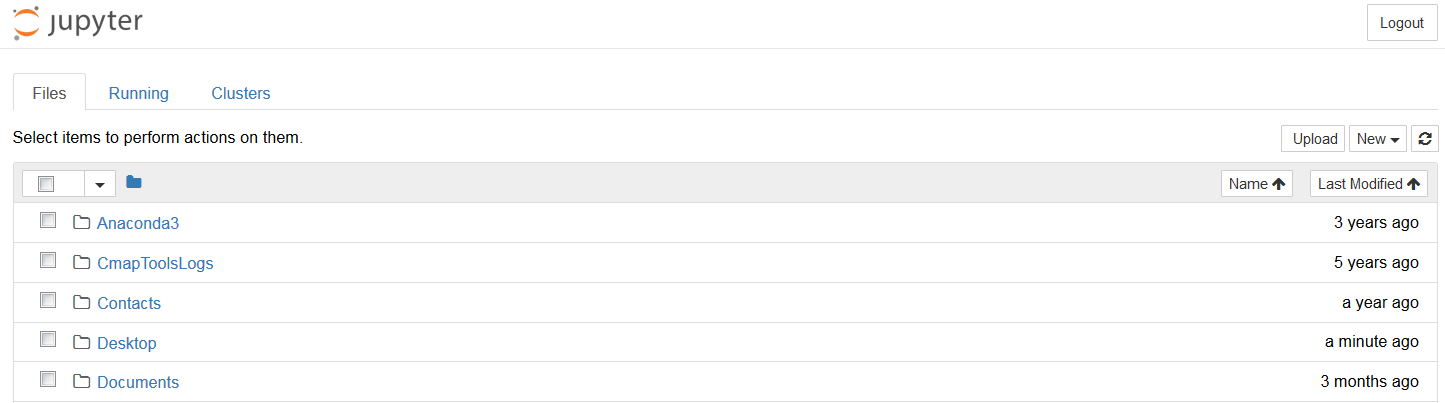 jupyter
Logout
Files Running Clusters
Select items to perform actions on them.
Upload New
Name Last Modified
Anaconda3 3 years ago
CmapToolsLogs 5 years ago
Contacts a year ago
Desktop a minute ago
Documents 3 months ago